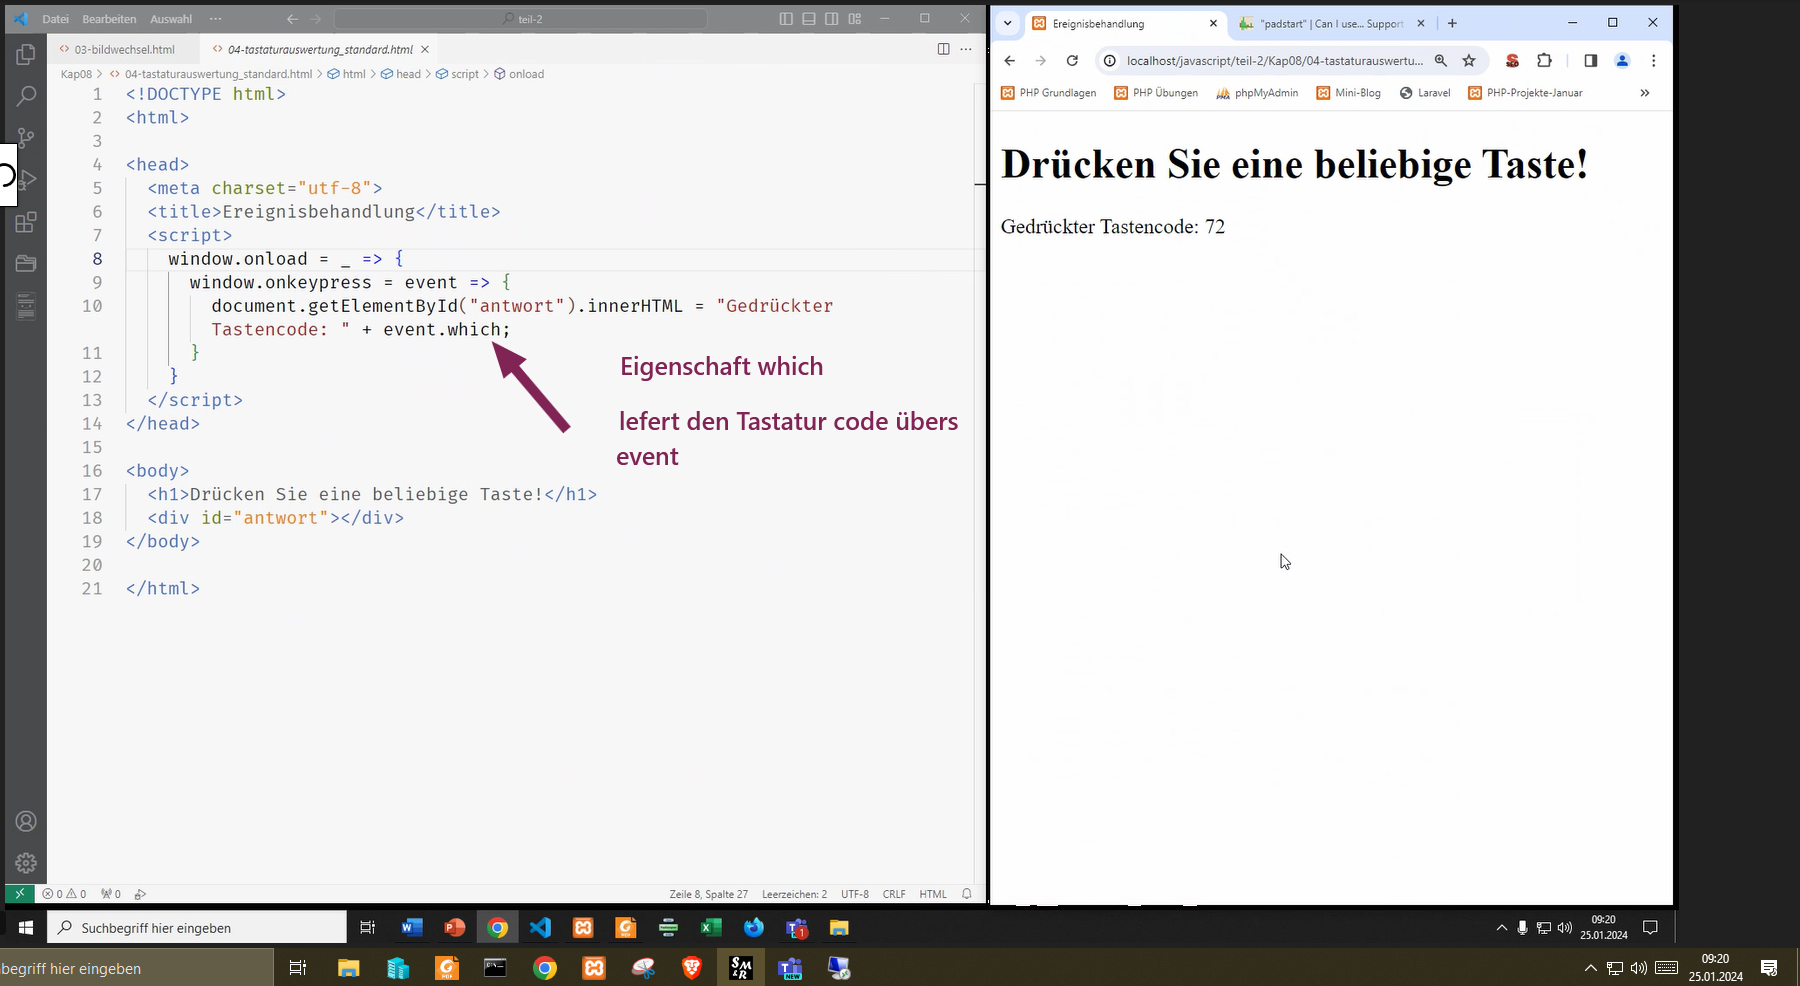 Datei Bearbeiten Auswahl ··· teil-2
03-bildwechsel.html 04-tastaturauswertung_standard.html
Kap08 > 04-tastaturauswertung_standard.html > html > head > script > onload
1 <!DOCTYPE html>
2 <html>
3
4 <head>
5 <meta charset="utf-8">
6 <title>Ereignisbehandlung</title>
7 <script>
8 window.onload = _ => {
9 window.onkeypress = event => {
10 document.getElementById("antwort").innerHTML = "Gedrückter
Tastencode: " + event.which;
11 }
12 }
13 </script>
14 </head>
15
16 <body>
17 <h1>Drücken Sie eine beliebige Taste!</h1>
18 <div id="antwort"></div>
19 </body>
20
21 </html>
Eigenschaft which
lefert den Tastatur code übers
event
0 0 0 Zeile 8, Spalte 27 Leerzeichen: 2 UTF-8 CRLF HTML
Ereignisbehandlung "padstart" | Can I use... Support
localhost/javascript/teil-2/Kap08/04-tastaturauswertu...
PHP Grundlagen PHP Übungen phpMyAdmin Mini-Blog Laravel PHP-Projekte-Januar »
Drücken Sie eine beliebige Taste!
Gedrückter Tastencode: 72
Suchbegriff hier eingeben
09:20
25.01.2024
begriff hier eingeben
09:20
25.01.2024